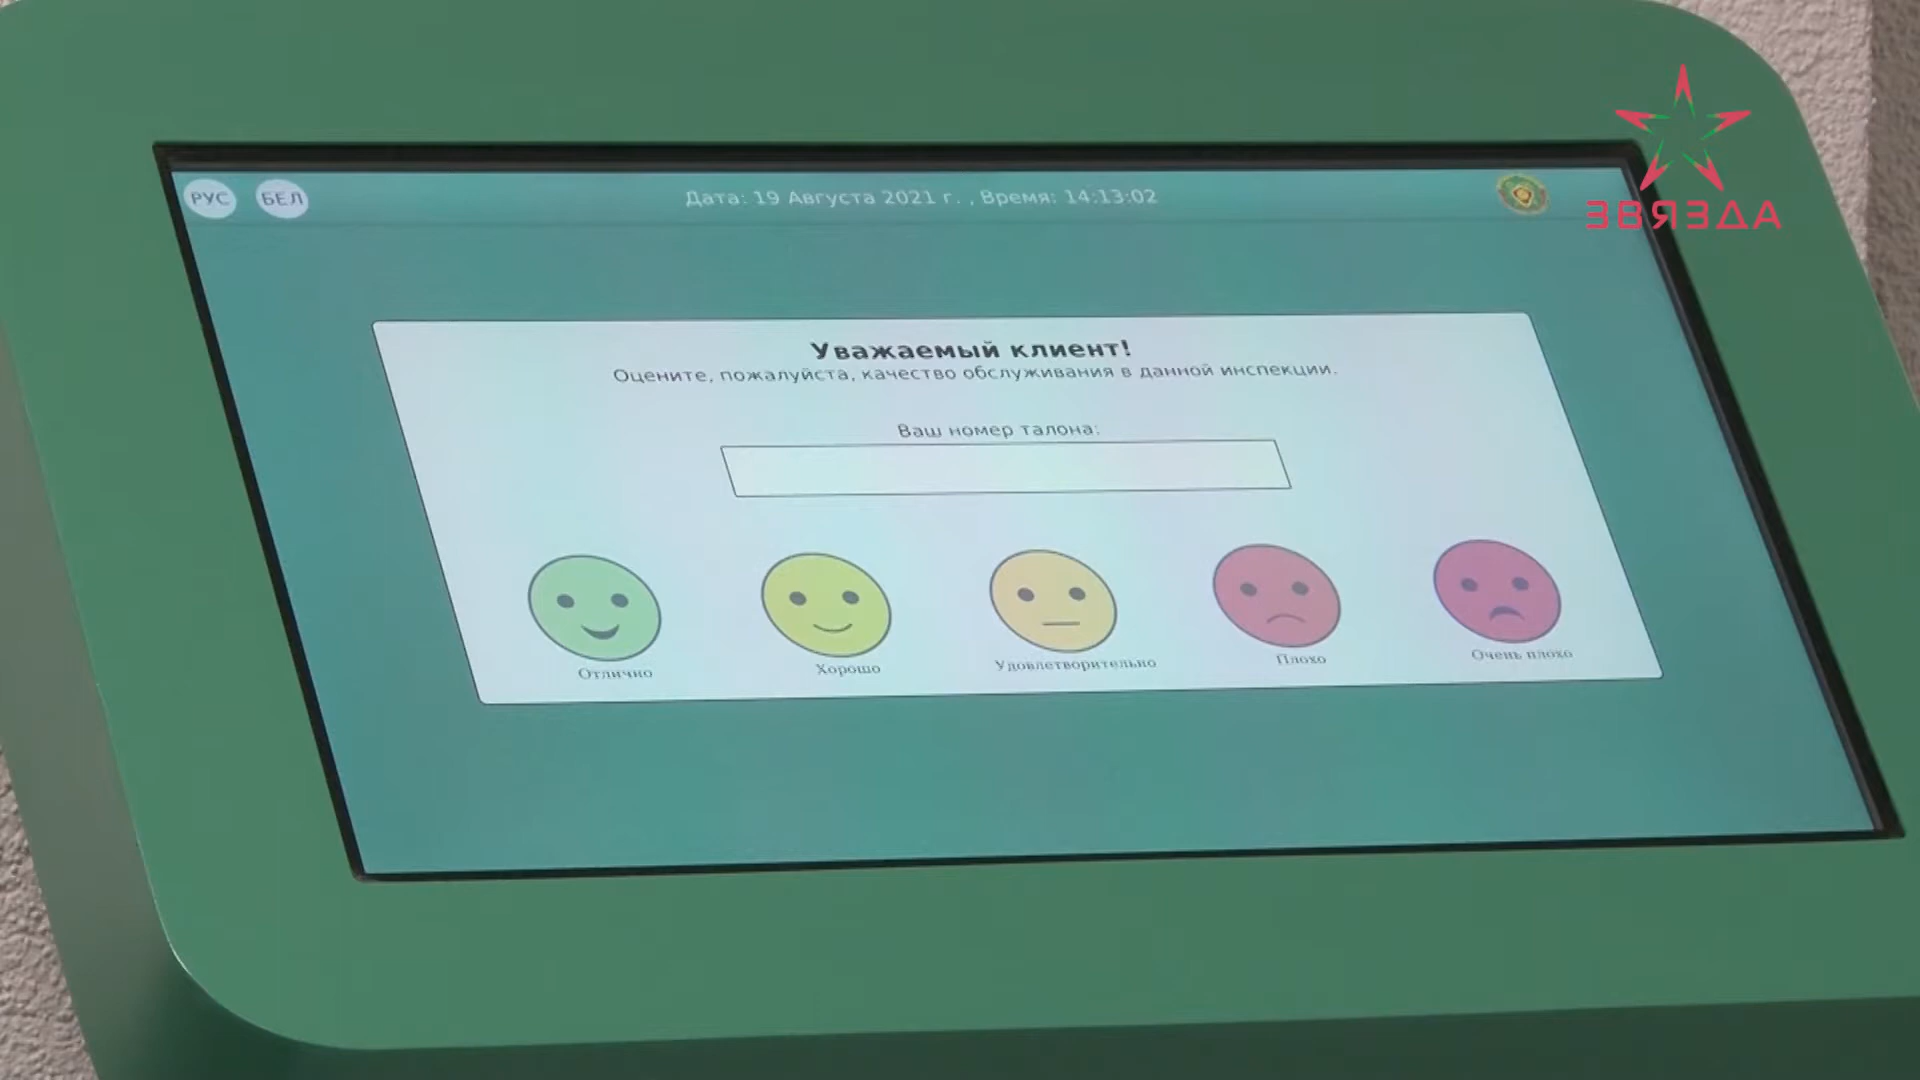 РУС БЕЛ Дата: 19 Августа 2021 г. , Время: 14:13:02
ЗВЯЗДА
Уважаемый клиент!
Оцените, пожалуйста, качество обслуживания в данной инспекции.
Ваш номер талона:
Отлично Хорошо Удовлетворительно Плохо Очень плохо